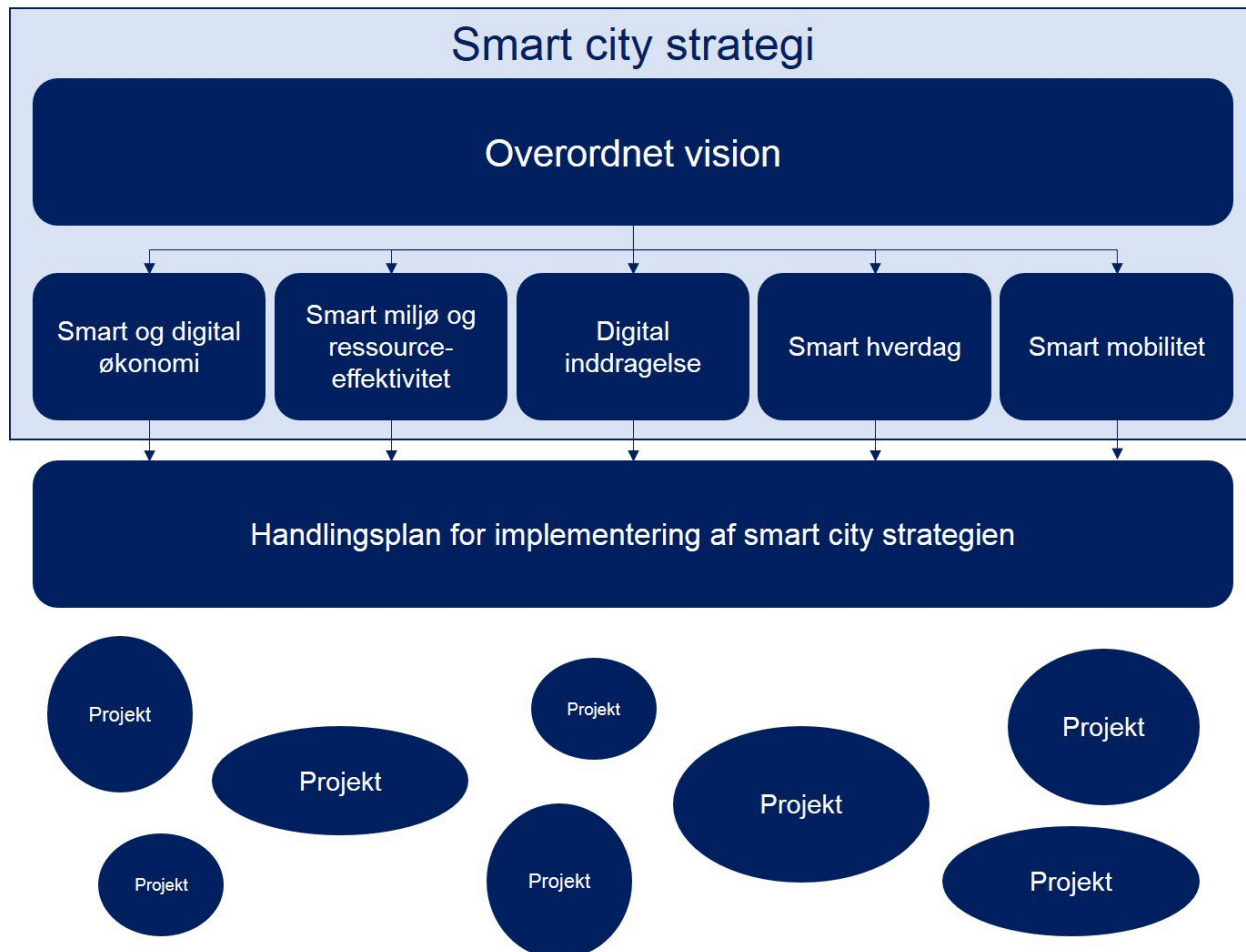 Smart city strategi
Overordnet vision
Smart og digital
økonomi
Smart miljø og
ressource-
effektivitet
Digital
inddragelse
Smart hverdag
Smart mobilitet
Handlingsplan for implementering af smart city strategien
Projekt
Projekt
Projekt
Projekt
Projekt
Projekt
Projekt
Projekt